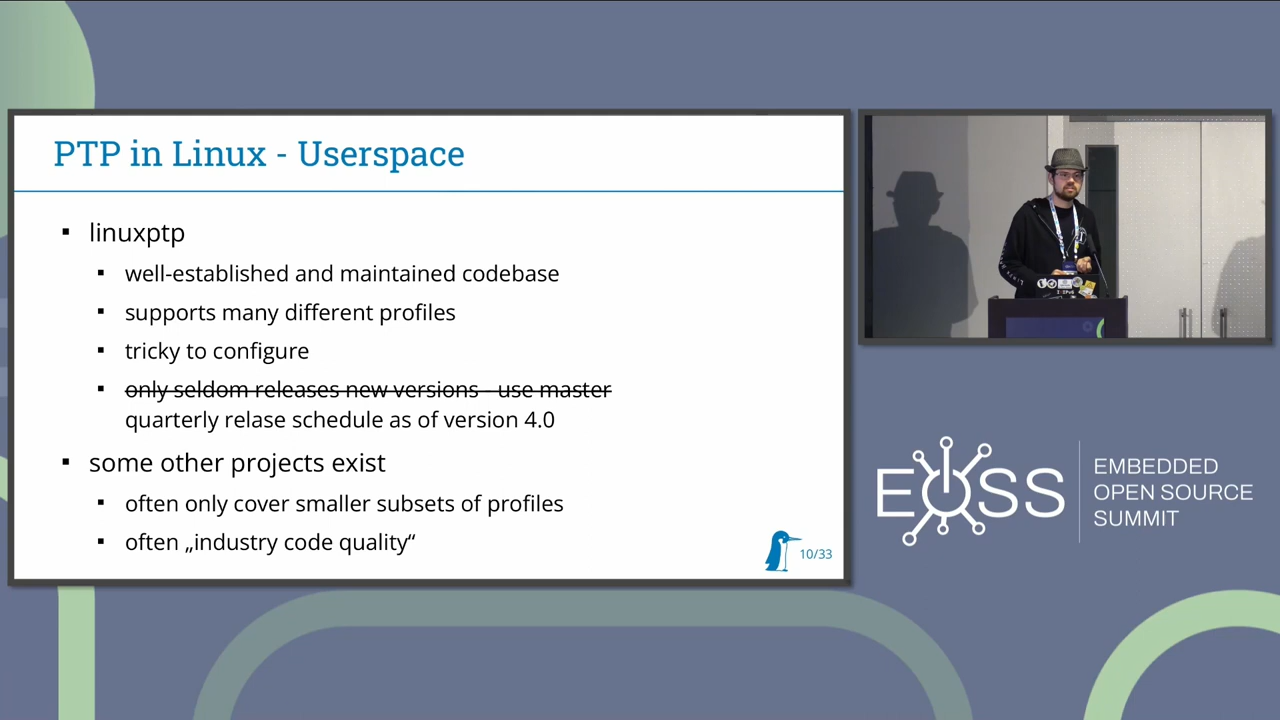 PTP in Linux - Userspace
linuxptp
well-established and maintained codebase
supports many different profiles
tricky to configure
only seldom releases new versions - use master
quarterly relase schedule as of version 4.0
some other projects exist
often only cover smaller subsets of profiles
often „industry code quality“
10/33
EOSS
EMBEDDED
OPEN SOURCE
SUMMIT